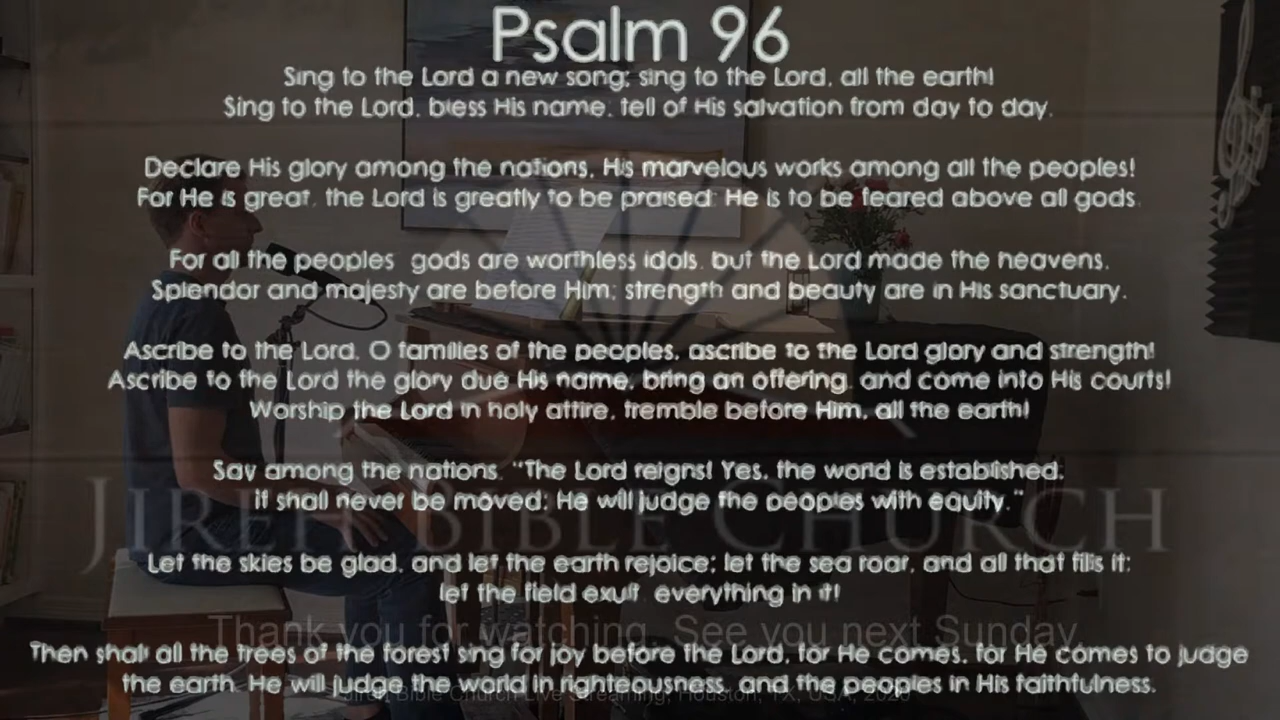 Psalm 96
Sing to the Lord a new song; sing to the Lord, all the earth!
Sing to the Lord, bless His name, tell of His salvation from day to day.
Declare His glory among the nations, His marvelous works among all the peoples!
For He is great, the Lord is greatly to be praised; He is to be feared above all gods.
For all the peoples gods are worthless idols, but the Lord made the heavens.
Splendor and majesty are before Him; strength and beauty are in His sanctuary.
Ascribe to the Lord, O families of the peoples, ascribe to the Lord glory and strength!
Ascribe to the Lord the glory due His name, bring an offering, and come into His courts!
Worship the Lord in holy attire, tremble before Him, all the earth!
Say among the nations, "The Lord reigns! Yes, the world is established,
it shall never be moved; He will judge the peoples with equity."
JIREH BIBLE CHURCH
Let the skies be glad, and let the earth rejoice; let the sea roar, and all that fills it;
let the field exult, everything in it!
Thank you for watching. See you next Sunday.
Then shall all the trees of the forest sing for joy before the Lord, for He comes, for He comes to judge
the earth. He will judge the world in righteousness, and the peoples in His faithfulness.
Jireh Bible Church Live Streaming, Houston, TX, USA, 2020